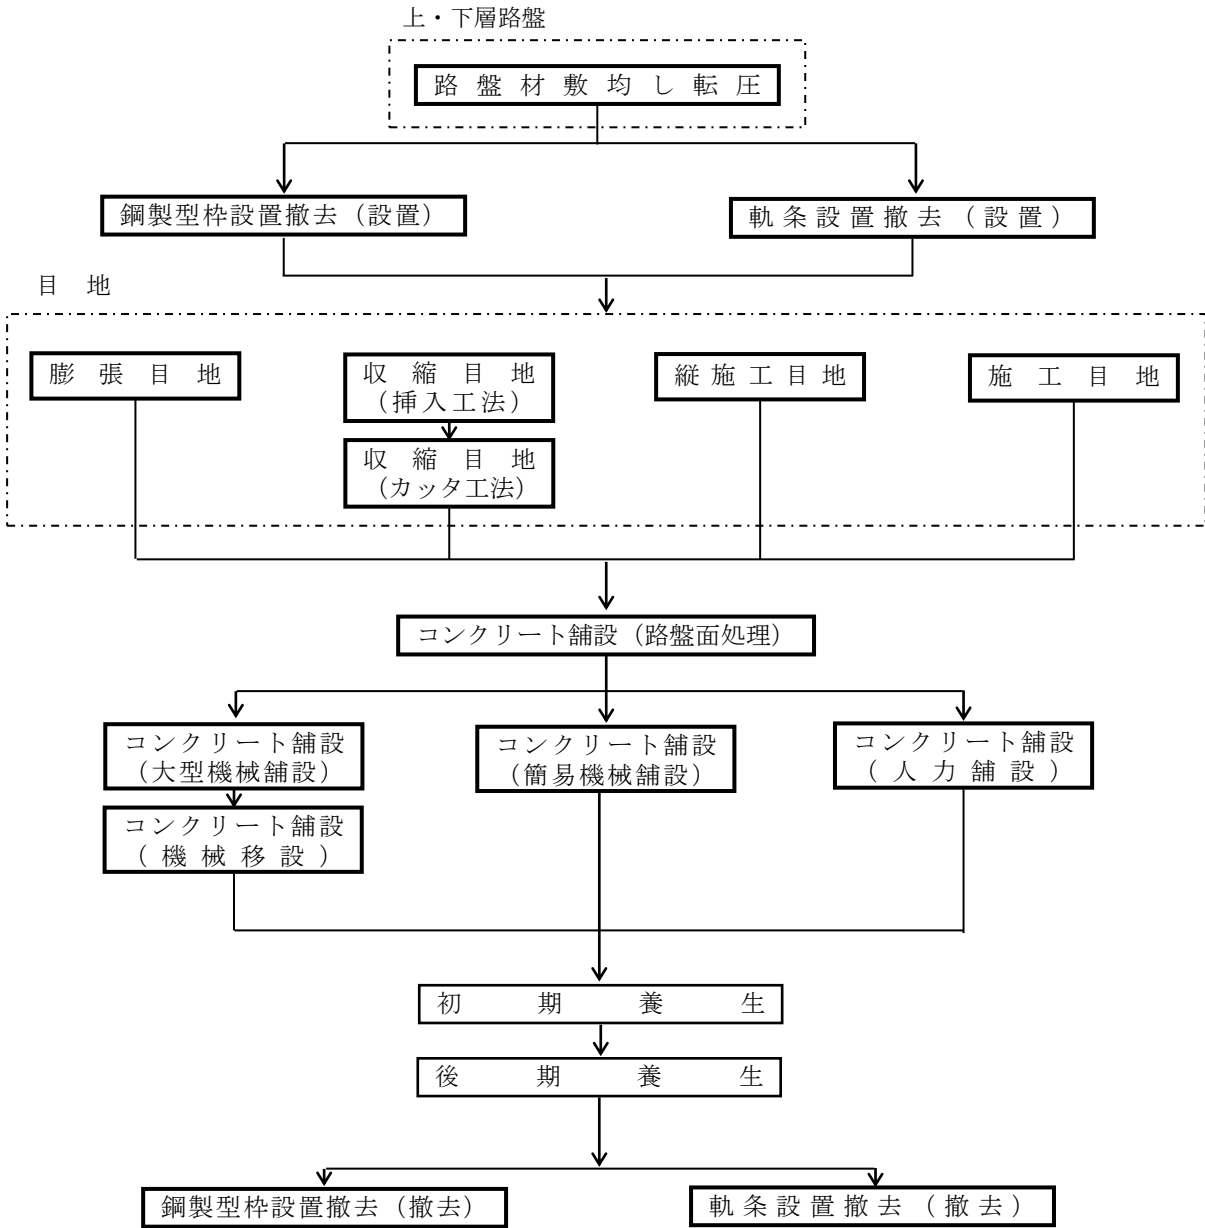 上・下層路盤
路盤材敷均し転圧
鋼製型枠設置撤去（設置）
軌条設置撤去（設置）
目 地
膨張目地
収縮目地
（挿入工法）
収縮目地
（カッタ工法）
縦施工目地
施工目地
コンクリート舗設（路盤面処理）
コンクリート舗設
（大型機械舗設）
コンクリート舗設
（機械移設）
コンクリート舗設
（簡易機械舗設）
コンクリート舗設
（人力舗設）
初期養生
後期養生
鋼製型枠設置撤去（撤去）
軌条設置撤去（撤去）